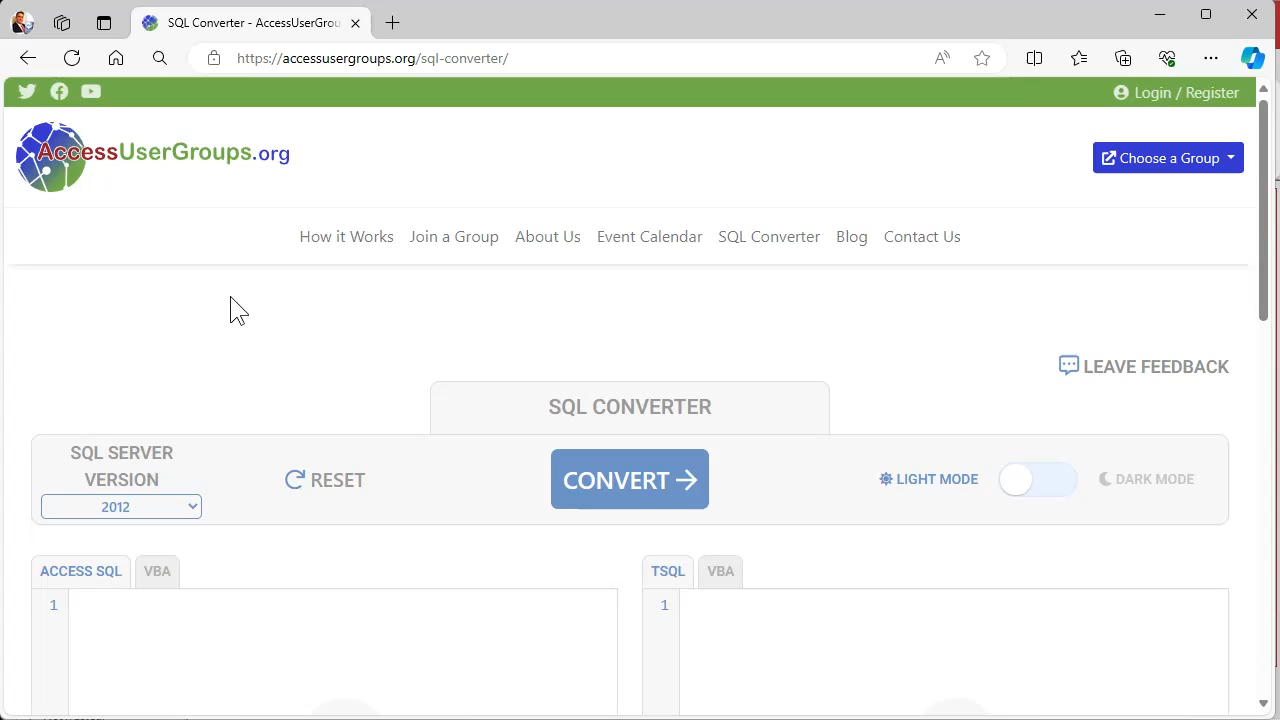 SQL Converter - AccessUserGrou
https://accessusergroups.org/sql-converter/
Login / Register
AccessUserGroups.org
Choose a Group
How it Works Join a Group About Us Event Calendar SQL Converter Blog Contact Us
LEAVE FEEDBACK
SQL CONVERTER
SQL SERVER
VERSION
2012
RESET
CONVERT
LIGHT MODE
DARK MODE
ACCESS SQL VBA
TSQL VBA
1
1